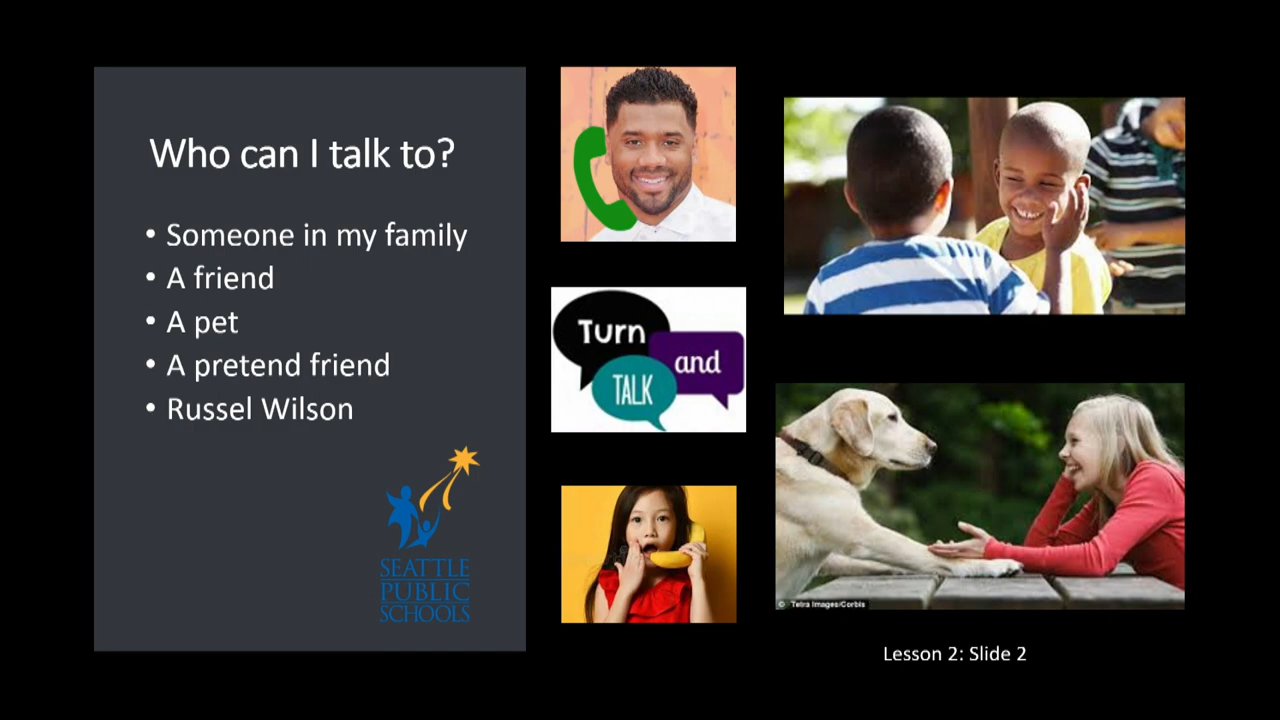 Who can I talk to?
• Someone in my family
• A friend
• A pet
• A pretend friend
• Russel Wilson
SEATTLE
PUBLIC
SCHOOLS
Turn
and
TALK
© Tetra Images/Corbis
Lesson 2: Slide 2